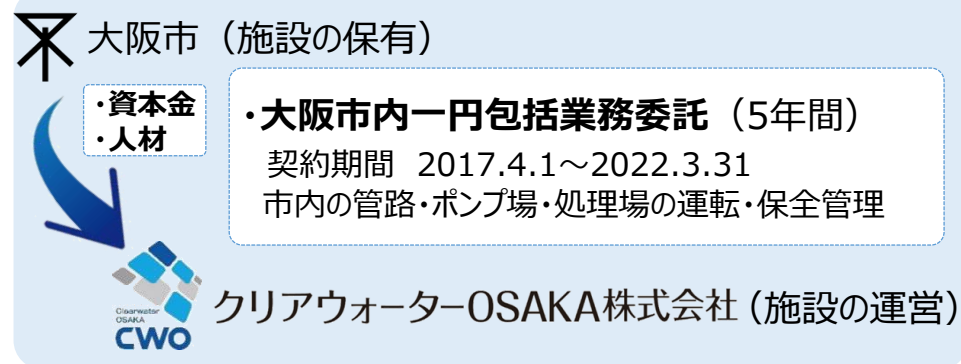 大阪市（施設の保有）
・資本金
・人材
・大阪市内一円包括業務委託（5年間）
契約期間 2017.4.1～2022.3.31
市内の管路・ポンプ場・処理場の運転・保全管理
Clearwater
OSAKA
CWO
クリアウォーターOSAKA株式会社（施設の運営）